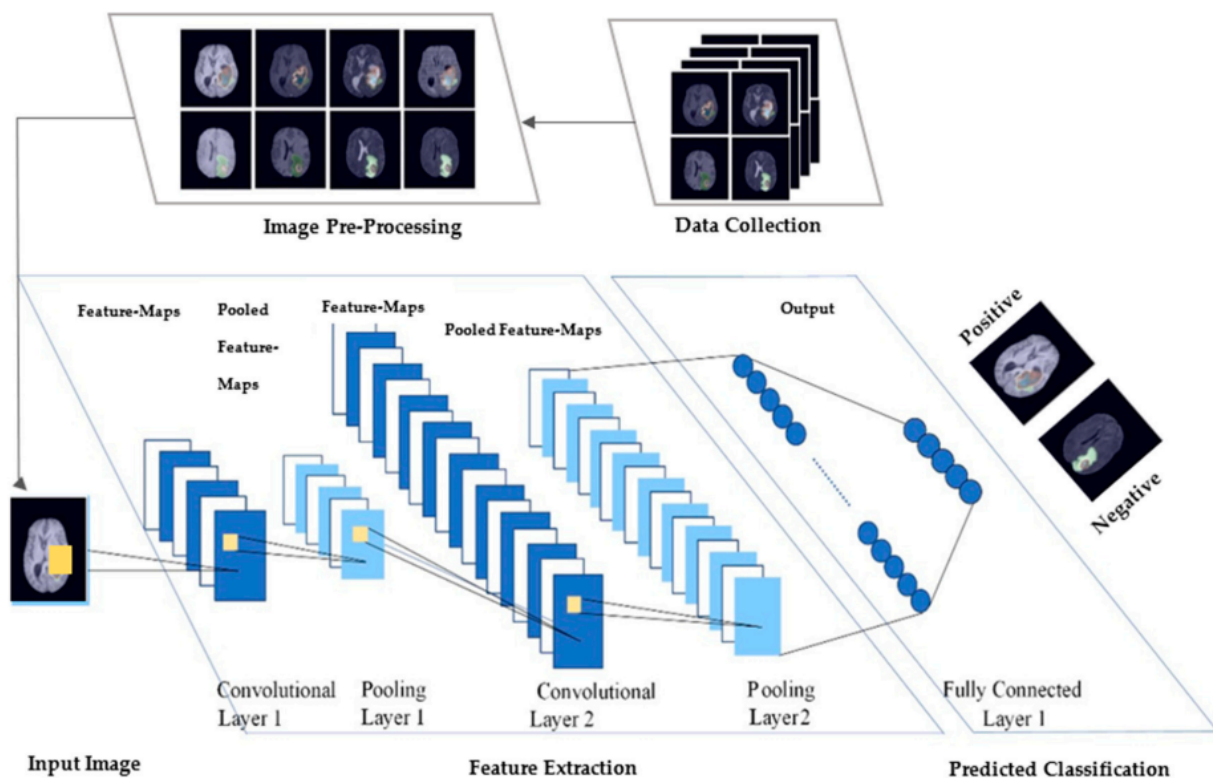 Image Pre-Processing
Data Collection
Feature-Maps
Pooled
Feature-
Maps
Feature-Maps
Pooled Feature-Maps
Output
Positive
Negative
Convolutional
Layer 1
Pooling
Layer 1
Convolutional
Layer 2
Pooling
Layer2
Fully Connected
Layer 1
Input Image
Feature Extraction
Predicted Classification